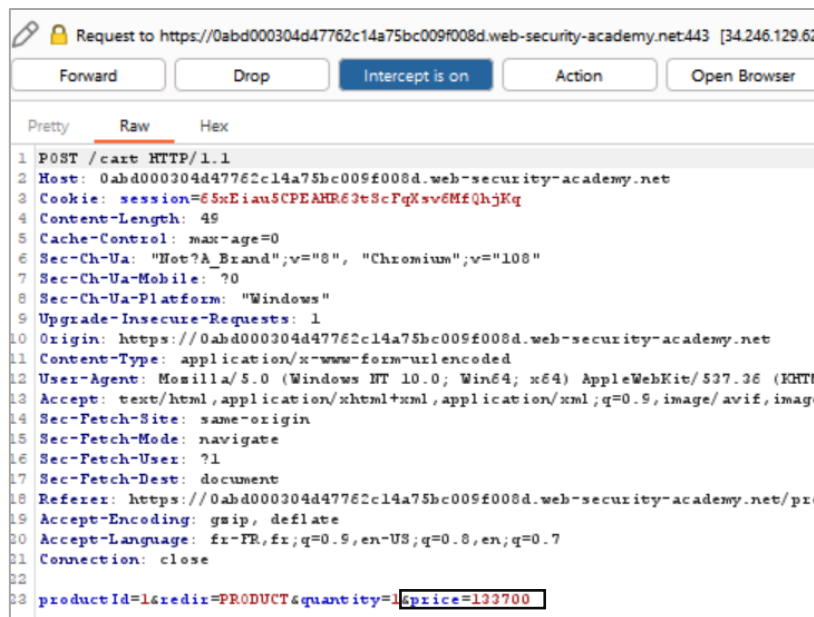 Request to https://0abd000304d47762c14a75bc009f008d.web-security-academy.net:443 [34.246.129.62
Forward Drop Intercept is on Action Open Browser
Pretty Raw Hex
1 POST /cart HTTP/1.1
2 Host: 0abd000304d47762c14a75bc009f008d.web-security-academy.net
3 Cookie: session=65xEiau5CPEAHR63tScFqXsv6MfQhjKq
4 Content-Length: 49
5 Cache-Control: max-age=0
6 Sec-Ch-Ua: "Not?A_Brand";v="8", "Chromium";v="108"
7 Sec-Ch-Ua-Mobile: ?0
8 Sec-Ch-Ua-Platform: "Windows"
9 Upgrade-Insecure-Requests: 1
10 Origin: https://0abd000304d47762c14a75bc009f008d.web-security-academy.net
11 Content-Type: application/x-www-form-urlencoded
12 User-Agent: Mozilla/5.0 (Windows NT 10.0; Win64; x64) AppleWebKit/537.36 (KHTM
13 Accept: text/html,application/xhtml+xml,application/xml;q=0.9,image/avif,imag
14 Sec-Fetch-Site: same-origin
15 Sec-Fetch-Mode: navigate
16 Sec-Fetch-User: ?1
17 Sec-Fetch-Dest: document
18 Referer: https://0abd000304d47762c14a75bc009f008d.web-security-academy.net/pro
19 Accept-Encoding: gzip, deflate
20 Accept-Language: fr-FR,fr;q=0.9,en-US;q=0.8,en;q=0.7
21 Connection: close
22
23 productId=1&redir=PRODUCT&quantity=1&price=133700